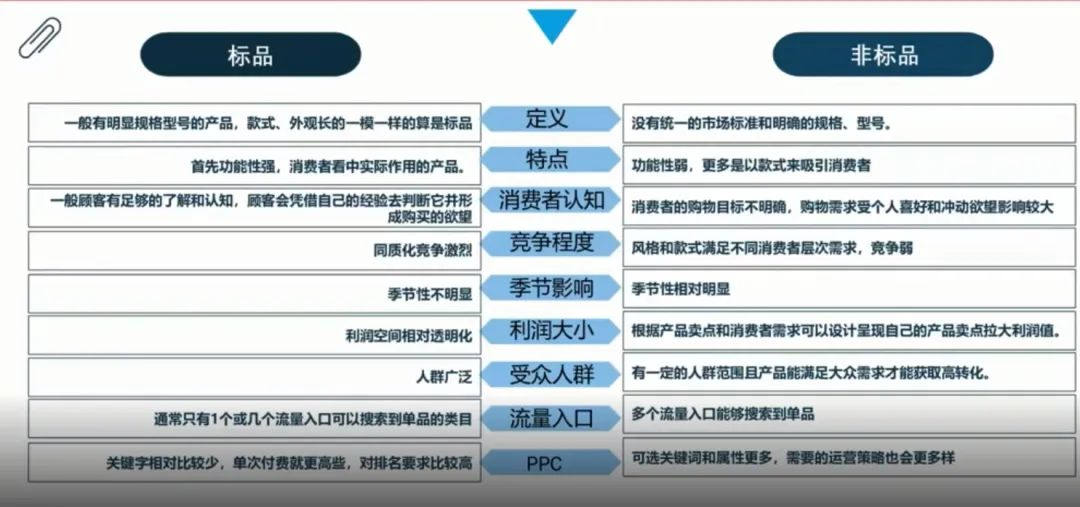 标品
非标品
一般有明显规格型号的产品，款式、外观长的一模一样的算是标品
定义
没有统一的市场标准和明确的规格、型号。
首先功能性强，消费者看中实际作用的产品。
特点
功能性弱，更多是以款式来吸引消费者
一般顾客有足够的了解和认知，顾客会凭借自己的经验去判断它并形
成购买的欲望
消费者认知
消费者的购物目标不明确，购物需求受个人喜好和冲动欲望影响较大
同质化竞争激烈
竞争程度
风格和款式满足不同消费者层次需求，竞争弱
季节性不明显
季节影响
季节性相对明显
利润空间相对透明化
利润大小
根据产品卖点和消费者需求可以设计呈现自己的产品卖点拉大利润值。
人群广泛
受众人群
有一定的人群范围且产品能满足大众需求才能获取高转化。
通常只有1个或几个流量入口可以搜索到单品的类目
流量入口
多个流量入口能够搜索到单品
关键字相对比较少，单次付费就更高些，对排名要求比较高
PPC
可选关键词和属性更多，需要的运营策略也会更多样